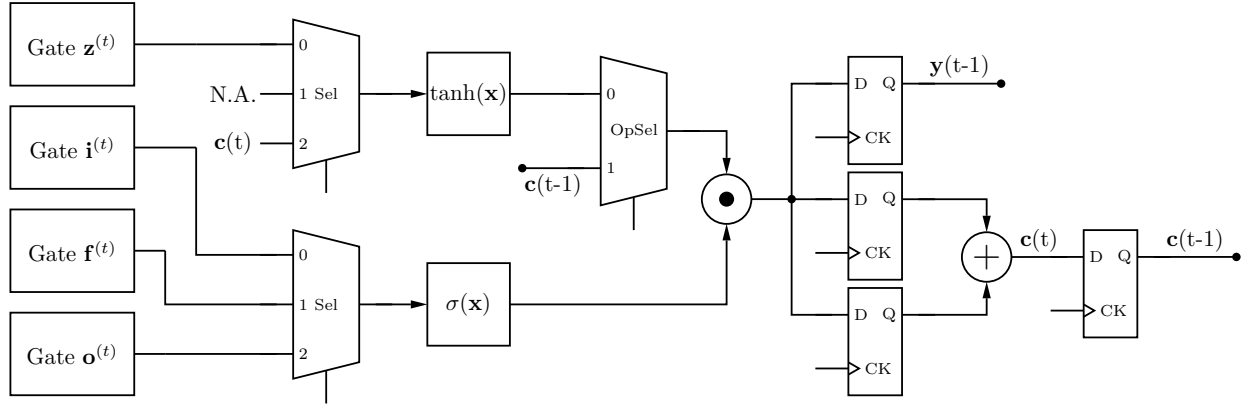 Gate z^(t)
0
N.A.
1 Sel
c(t)
2
Gate i^(t)
Gate f^(t)
Gate o^(t)
0
1 Sel
2
tanh(x)
σ(x)
0
OpSel
1
c(t-1)
D Q
CK
y(t-1)
D Q
CK
D Q
CK
+
c(t)
D Q
CK
c(t-1)